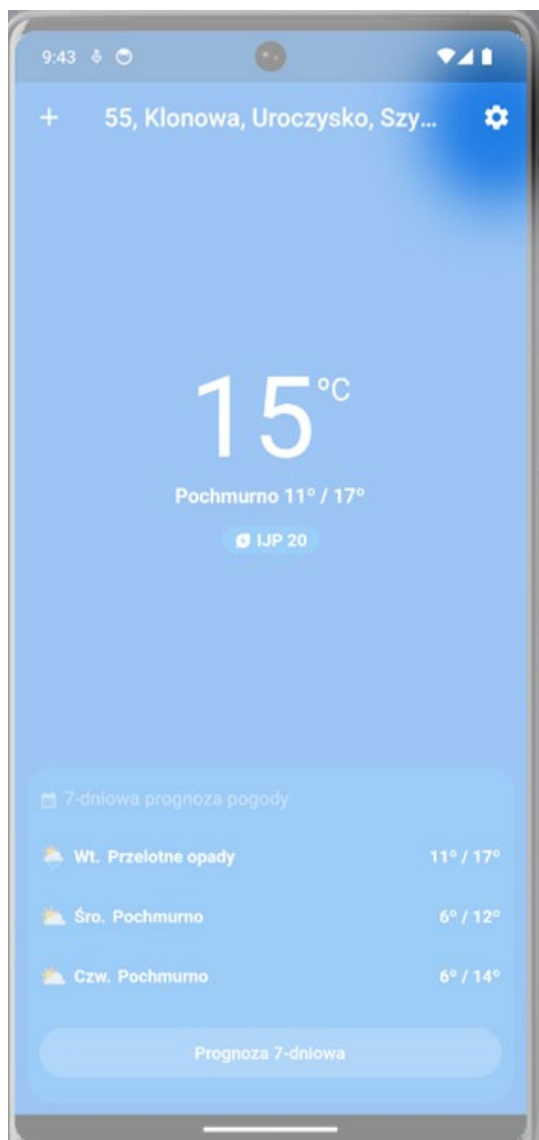 9:43
55, Klonowa, Uroczysko, Szy...
15°C
Pochmurno 11° / 17°
IJP 20
7-dniowa prognoza pogody
Wt. Przelotne opady 11° / 17°
Śro. Pochmurno 6° / 12°
Czw. Pochmurno 6° / 14°
Prognoza 7-dniowa